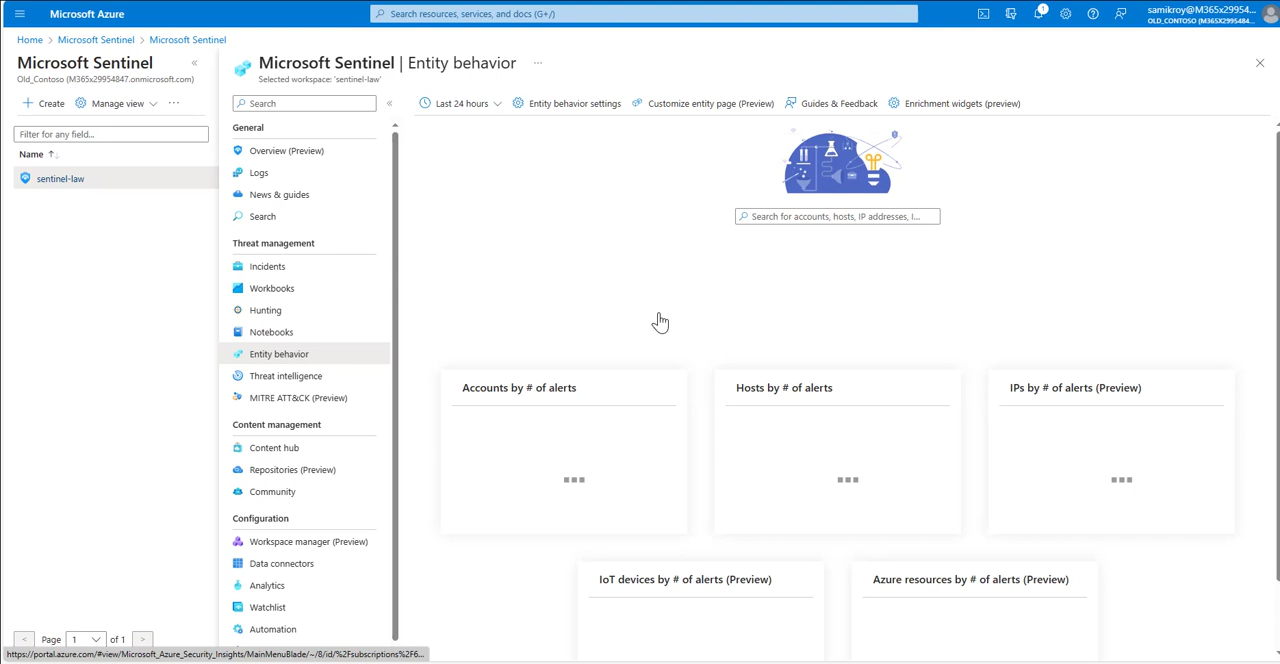 Microsoft Azure
Search resources, services, and docs (G+/)
1
samikroy@M365x29954...
OLD_CONTOSO (M365X295484...
Home > Microsoft Sentinel > Microsoft Sentinel
Microsoft Sentinel
Old_Contoso (M365x29954847.onmicrosoft.com)
Create
Manage view
Filter for any field...
Name
sentinel-law
Page 1 of 1
Microsoft Sentinel | Entity behavior
Selected workspace: 'sentinel-law'
Search
General
Overview (Preview)
Logs
News & guides
Search
Threat management
Incidents
Workbooks
Hunting
Notebooks
Entity behavior
Threat intelligence
MITRE ATT&CK (Preview)
Content management
Content hub
Repositories (Preview)
Community
Configuration
Workspace manager (Preview)
Data connectors
Analytics
Watchlist
Automation
Last 24 hours
Entity behavior settings
Customize entity page (Preview)
Guides & Feedback
Enrichment widgets (preview)
Search for accounts, hosts, IP addresses, I...
Accounts by # of alerts
Hosts by # of alerts
IPs by # of alerts (Preview)
IoT devices by # of alerts (Preview)
Azure resources by # of alerts (Preview)
https://portal.azure.com/#view/Microsoft_Azure_Security_Insights/MainMenuBlade/~/8/id/%2Fsubscriptions%2F6...